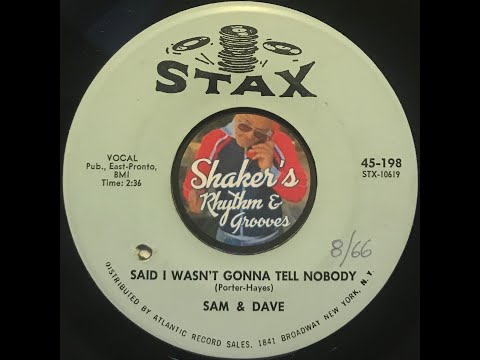 STAX
VOCAL
Pub., East-Pronto,
BMI
Time: 2:36
45-198
STX-10619
Shaker's
Rhythm &
Grooves
8/66
SAID I WASN'T GONNA TELL NOBODY
(Porter-Hayes)
SAM & DAVE
DISTRIBUTED BY ATLANTIC RECORD SALES, 1841 BROADWAY NEW YORK, N.Y.